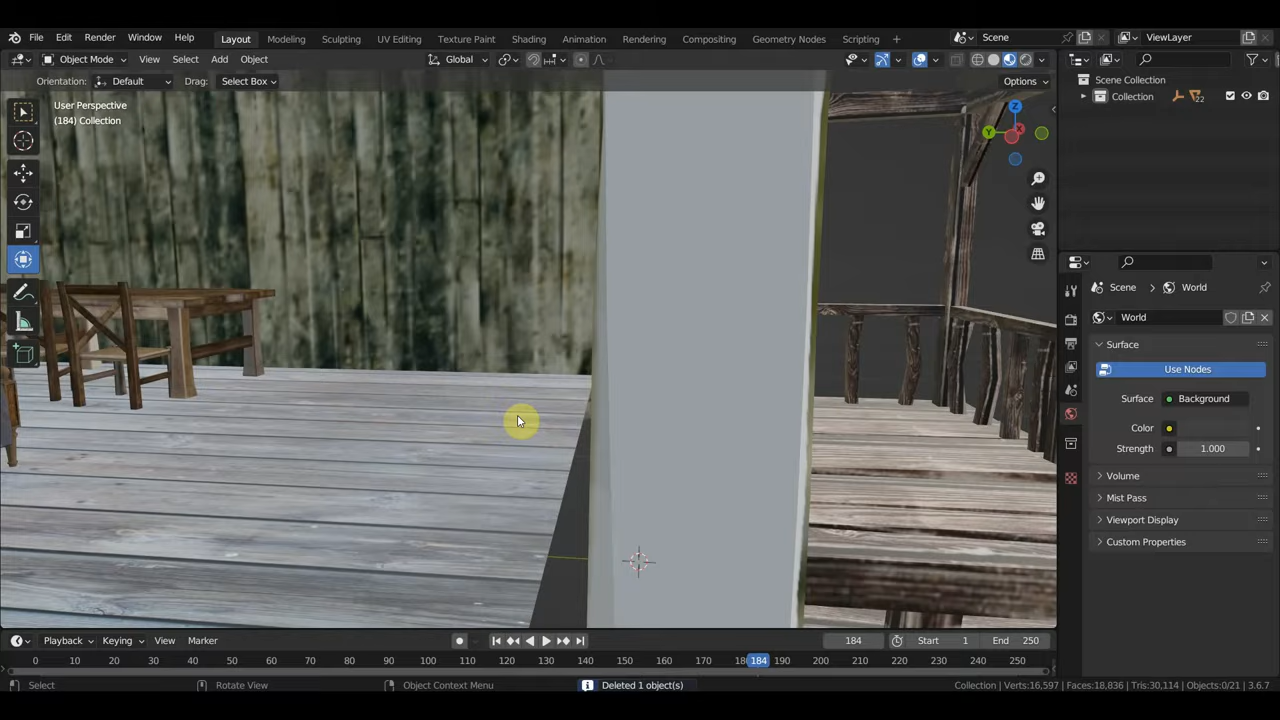 File Edit Render Window Help Layout Modeling Sculpting UV Editing Texture Paint Shading Animation Rendering Compositing Geometry Nodes Scripting + Scene ViewLayer
Object Mode View Select Add Object Global
Orientation: Default Drag: Select Box Options
User Perspective
(184) Collection
Z
Y
X
Scene Collection
Collection 22
Scene > World
World
Surface
Use Nodes
Surface Background
Color
Strength 1.000
Volume
Mist Pass
Viewport Display
Custom Properties
Playback Keying View Marker 184 Start 1 End 250
0 10 20 30 40 50 60 70 80 90 100 110 120 130 140 150 160 170 18 184 190 200 210 220 230 240 250
Select Rotate View Object Context Menu Deleted 1 object(s) Collection | Verts:16,597 | Faces:18,836 | Tris:30,114 | Objects:0/21 | 3.6.7